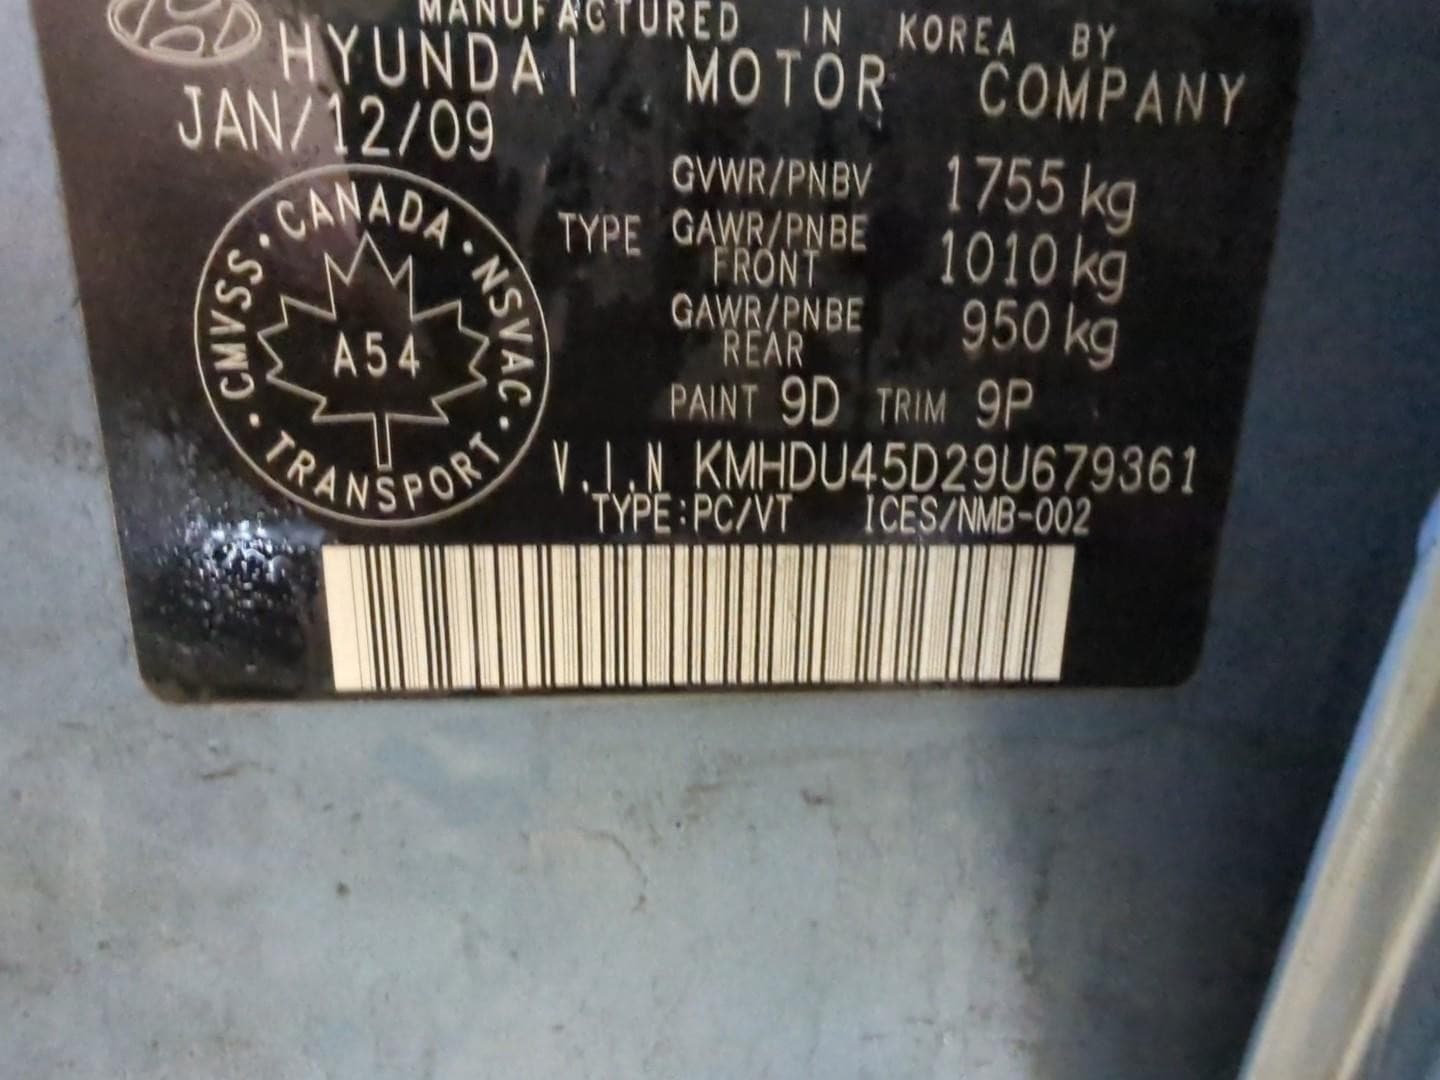 MANUFACTURED IN KOREA BY
HYUNDAI MOTOR COMPANY
JAN/12/09
GVWR/PNBV 1755 kg
TYPE GAWR/PNBE FRONT 1010 kg
GAWR/PNBE REAR 950 kg
PAINT 9D TRIM 9P
V.I.N KMHDU45D29U679361
TYPE:PC/VT ICES/NMB-002
CANADA · NSVAC · TRANSPORT · CMVSS ·
A54